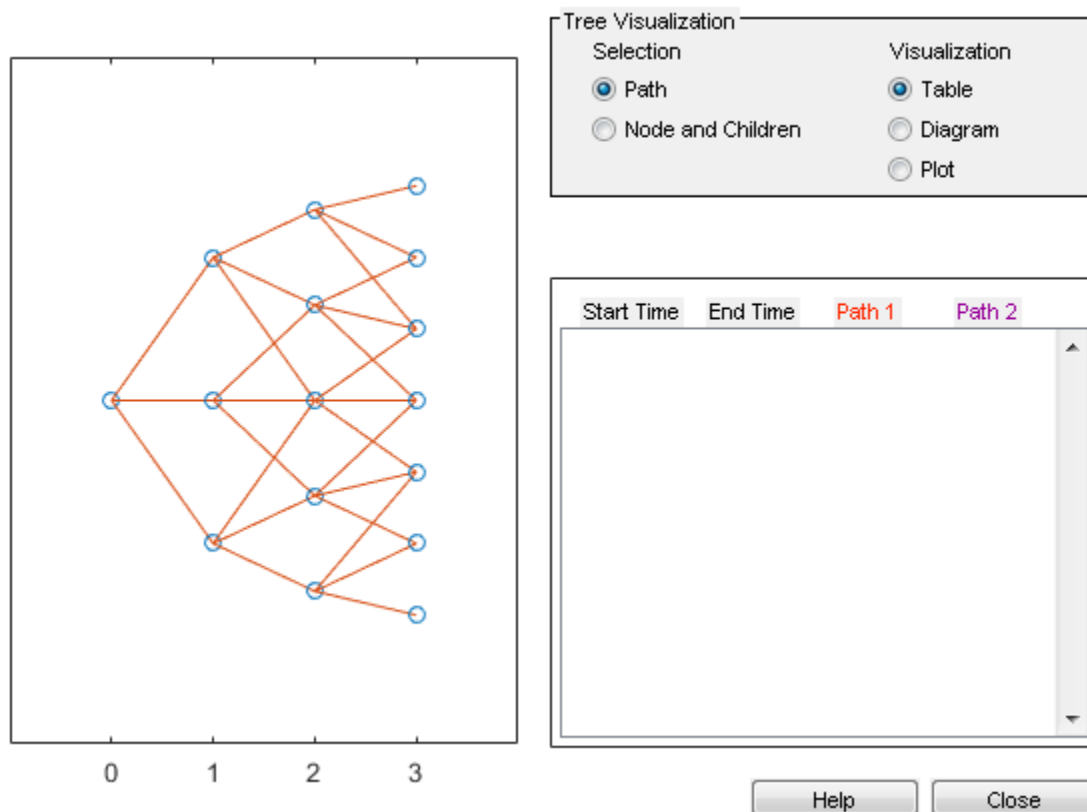 Tree Visualization
Selection
Visualization
Path
Table
Node and Children
Diagram
Plot
Start Time End Time Path 1 Path 2
0 1 2 3
Help Close